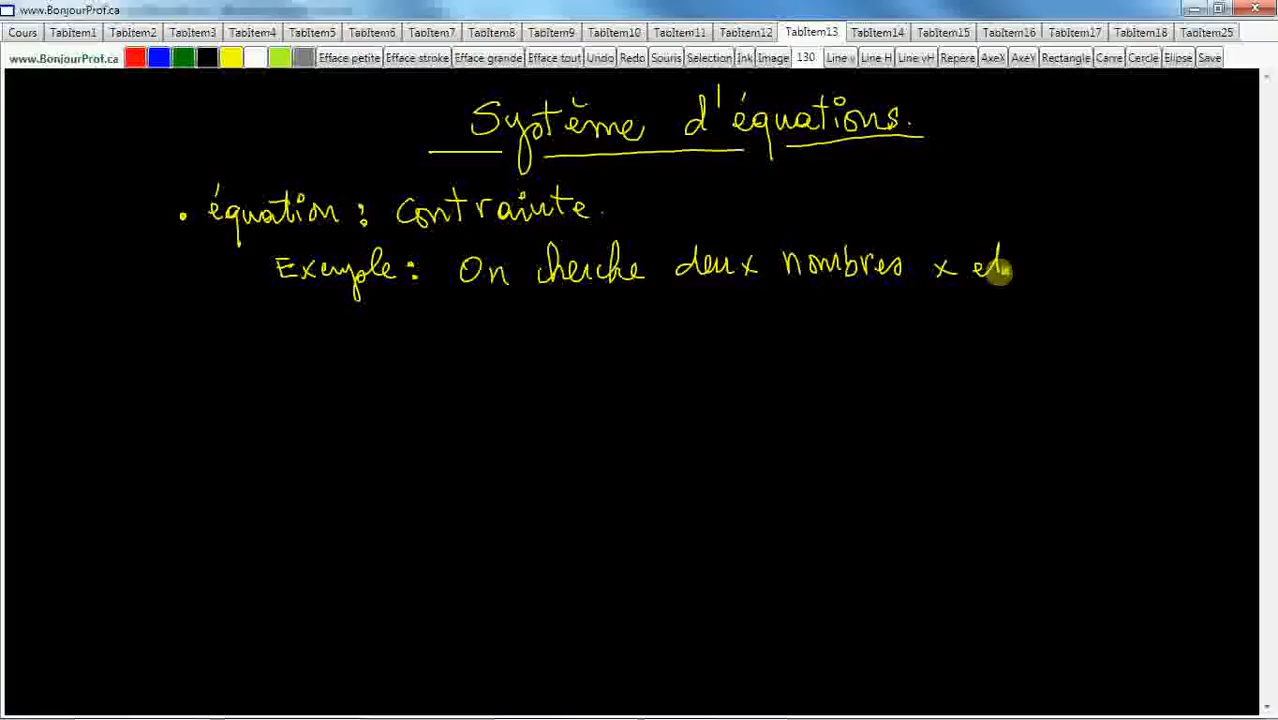 www.BonjourProf.ca
Cours TabItem1 TabItem2 TabItem3 TabItem4 TabItem5 TabItem6 TabItem7 TabItem8 TabItem9 TabItem10 TabItem11 TabItem12 TabItem13 TabItem14 TabItem15 TabItem16 TabItem17 TabItem18 TabItem25
www.BonjourProf.ca Efface petite Efface stroke Efface grande Efface tout Undo Redo Souris Selection Ink Image 130 Line v Line H Line vH Repere AxeX AxeY Rectangle Carre Cercle Elipse Save
Système d'équations.
• équation : contrainte.
Exemple : On cherche deux nombres x et